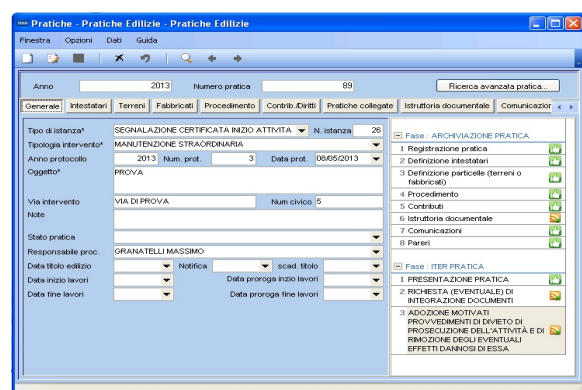 Pratiche - Pratiche Edilizie - Pratiche Edilizie
Finestra Opzioni Dati Guida
Anno 2013 Numero pratica 89 Ricerca avanzata pratica...
Generale Intestatari Terreni Fabbricati Procedimento Contrib./Diritti Pratiche collegate Istruttoria documentale Comunicazior
Tipo di istanza* SEGNALAZIONE CERTIFICATA INIZIO ATTIVITA N. istanza 26
Tipologia intervento* MANUTENZIONE STRAORDINARIA
Anno protocollo 2013 Num. prot. 3 Data prot. 08/05/2013
Oggetto* PROVA
Via intervento VIA DI PROVA Num civico 5
Note
Stato pratica
Responsabile proc. GRANATELLI MASSIMO
Data titolo edilizio Notifica scad. titolo
Data inizio lavori Data proroga inzio lavori
Data fine lavori Data proroga fine lavori
Fase : ARCHIVIAZIONE PRATICA
1 Registrazione pratica
2 Definizione intestatari
3 Definizione particelle (terreni o
fabbricati)
4 Procedimento
5 Contributi
6 Istruttoria documentale
7 Comunicazioni
8 Pareri
Fase : ITER PRATICA
1 PRESENTAZIONE PRATICA
2 RICHIESTA (EVENTUALE) DI
INTEGRAZIONE DOCUMENTI
3 ADOZIONE MOTIVATI
PROVVEDIMENTI DI DIVIETO DI
PROSECUZIONE DELL'ATTIVITÀ E DI
RIMOZIONE DEGLI EVENTUALI
EFFETTI DANNOSI DI ESSA